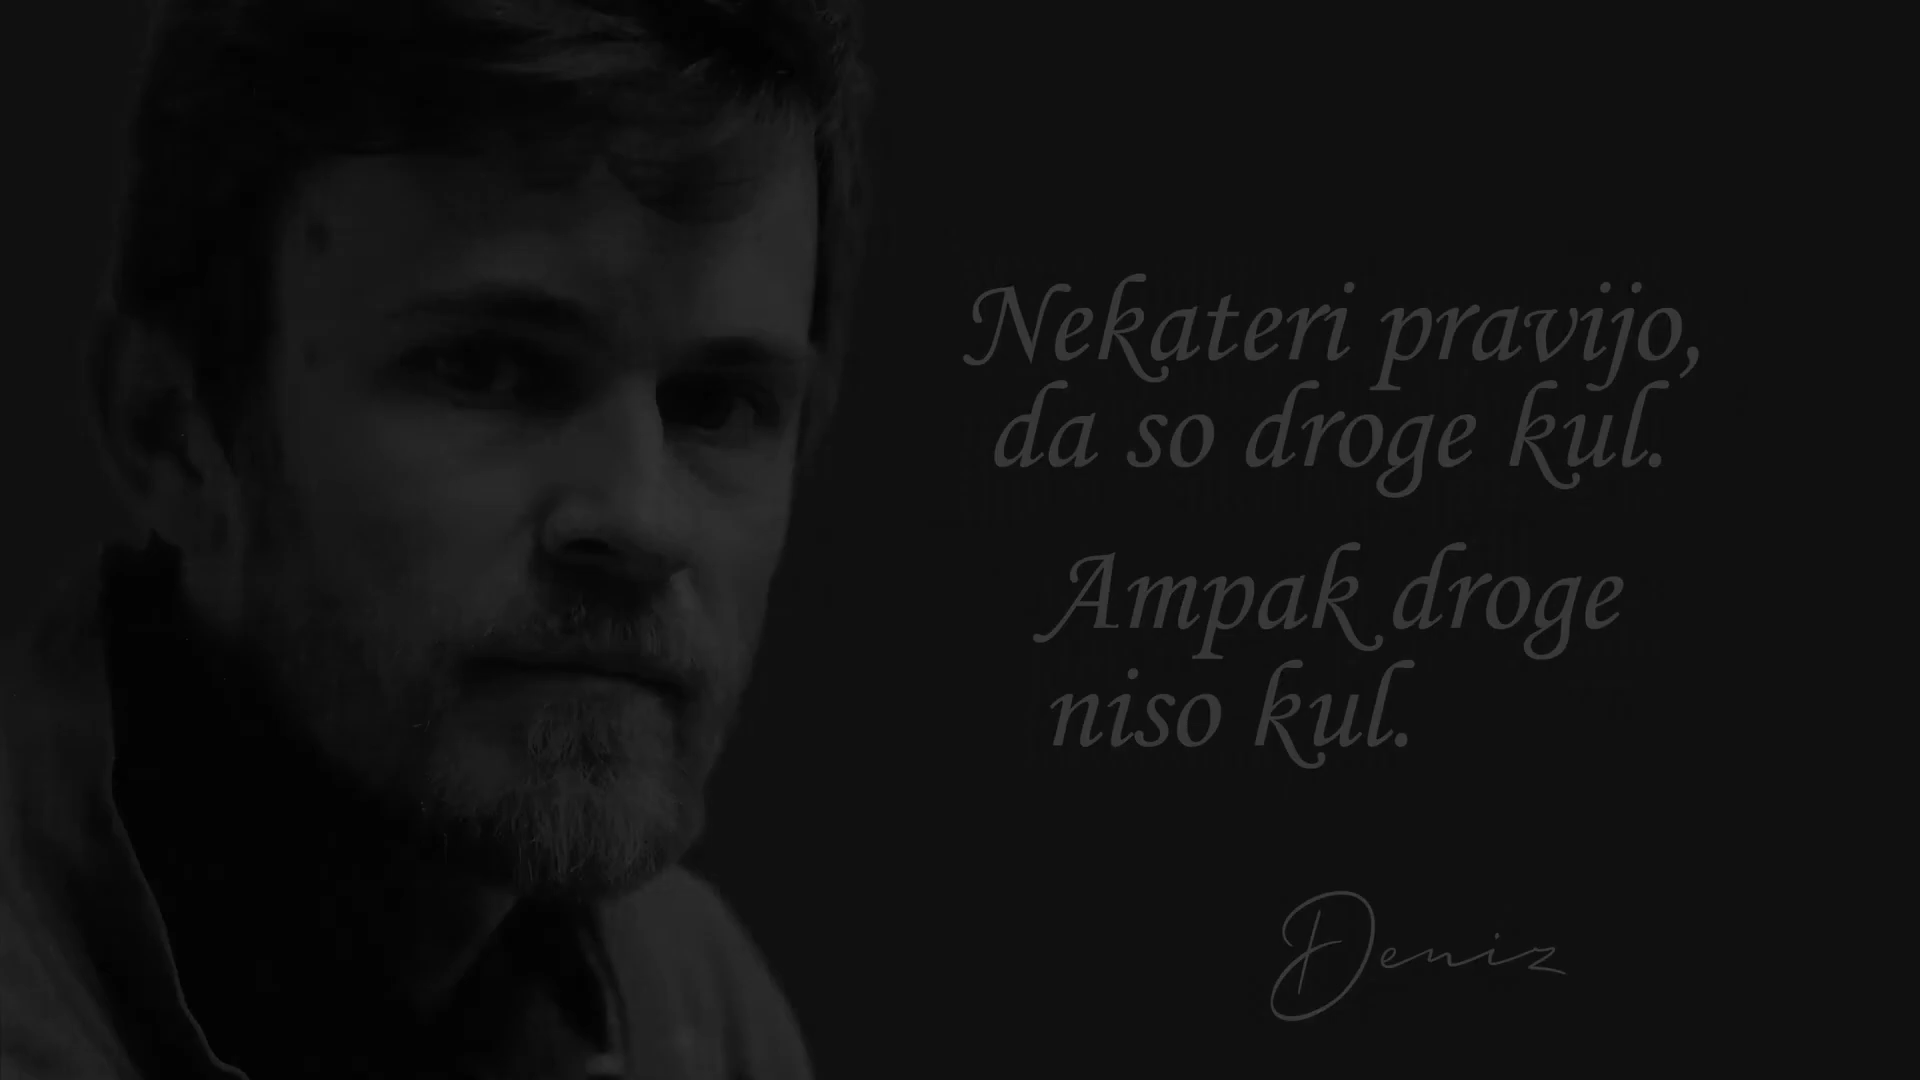 Nekateri pravijo,
da so droge kul.
Ampak droge
niso kul.
Deniz